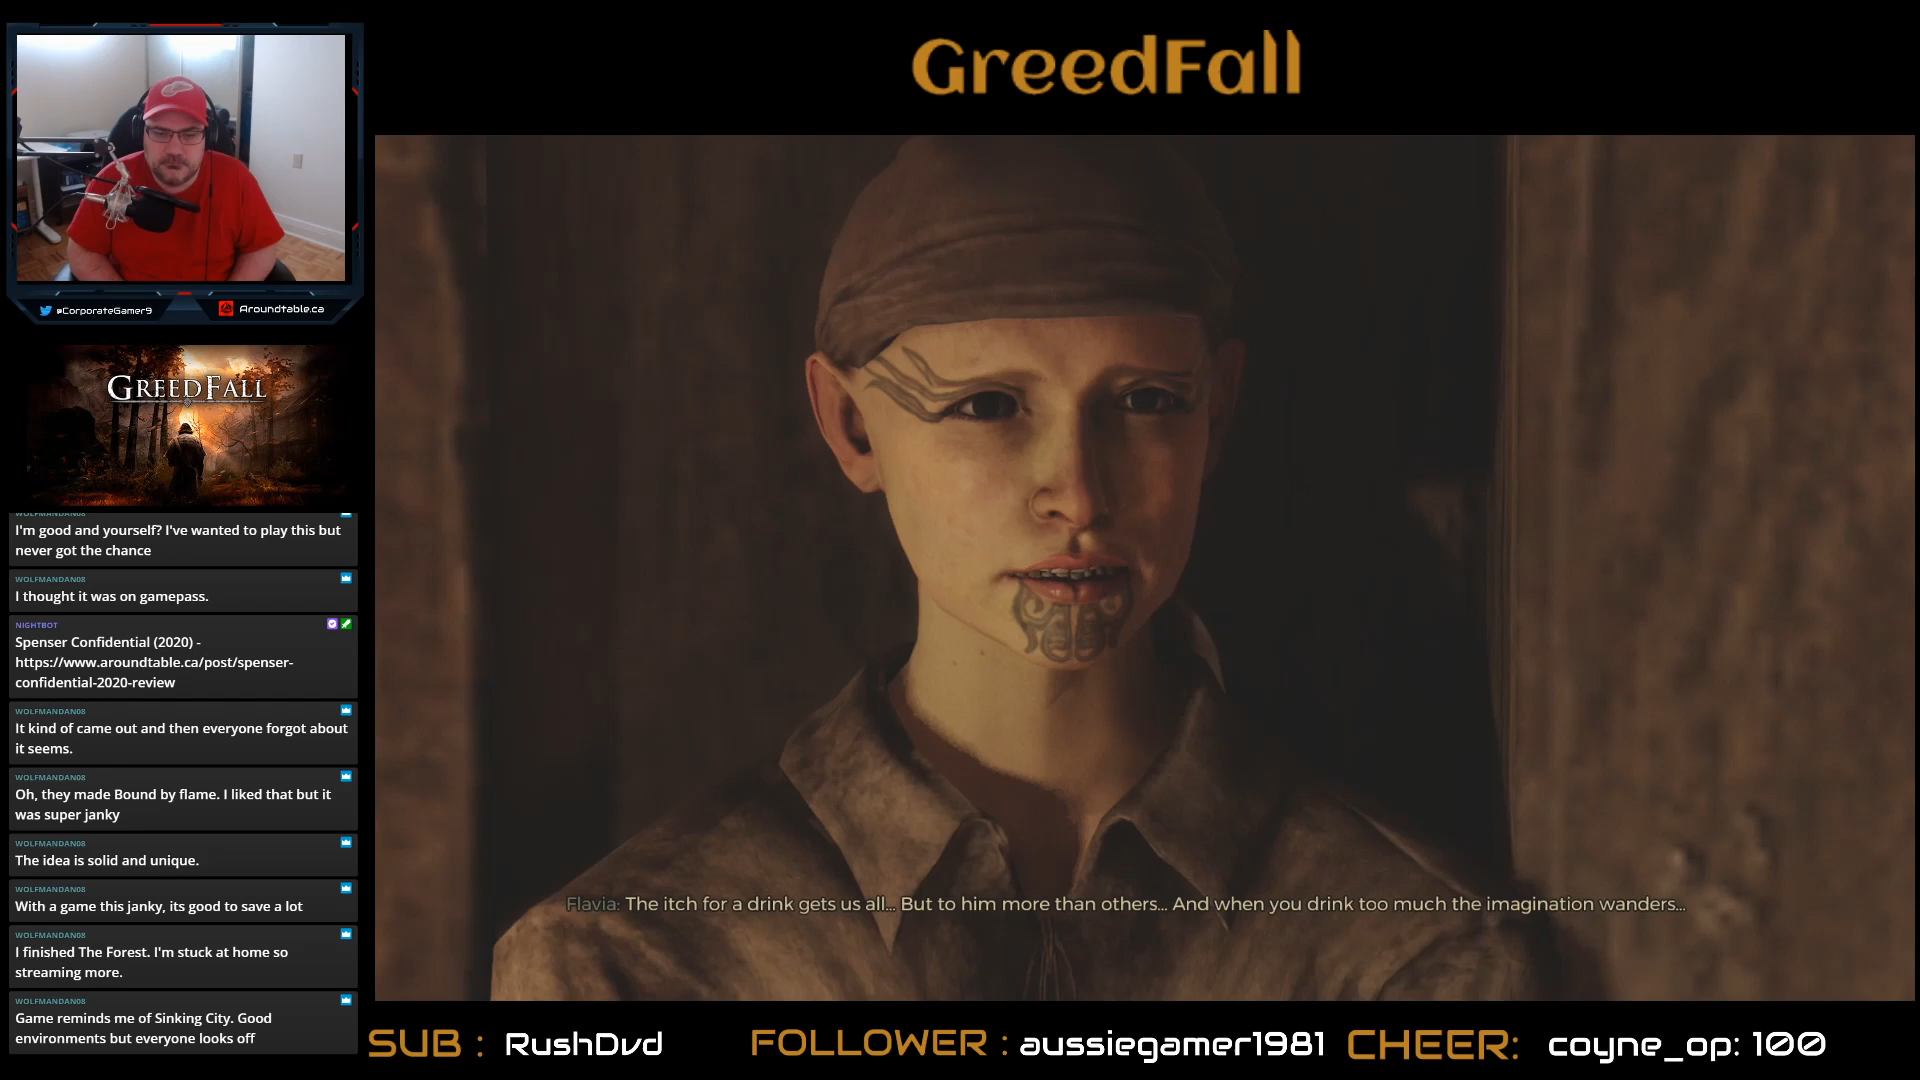 GreedFall
@CorporateGamer9
Aroundtable.ca
GREEDFALL
WOLFMANDAN08
I'm good and yourself? I've wanted to play this but
never got the chance
WOLFMANDAN08
I thought it was on gamepass.
NIGHTBOT
Spenser Confidential (2020) -
https://www.aroundtable.ca/post/spenser-
confidential-2020-review
WOLFMANDAN08
It kind of came out and then everyone forgot about
it seems.
WOLFMANDAN08
Oh, they made Bound by flame. I liked that but it
was super janky
WOLFMANDAN08
The idea is solid and unique.
WOLFMANDAN08
With a game this janky, its good to save a lot
WOLFMANDAN08
I finished The Forest. I'm stuck at home so
streaming more.
WOLFMANDAN08
Game reminds me of Sinking City. Good
environments but everyone looks off
Flavia: The itch for a drink gets us all... But to him more than others... And when you drink too much the imagination wanders...
SUB : RushDvd FOLLOWER : aussiegamer1981 CHEER: coyne_op: 100